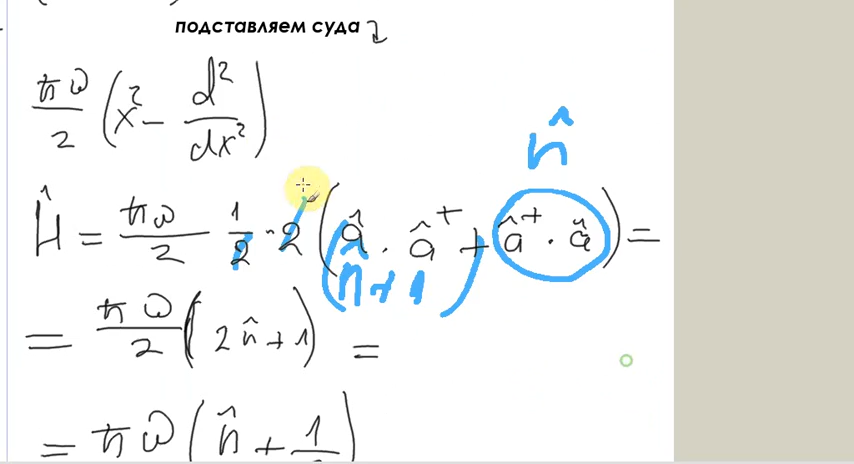 подставляем суда
ħω/2 (x² − d²/dx²)
n̂
Ĥ = ħω/2 1/2 · 2 (â · â⁺ + â⁺ · â) =
(n̂ + 1)
= ħω/2 (2n̂ + 1) =
= ħω (n̂ + 1/